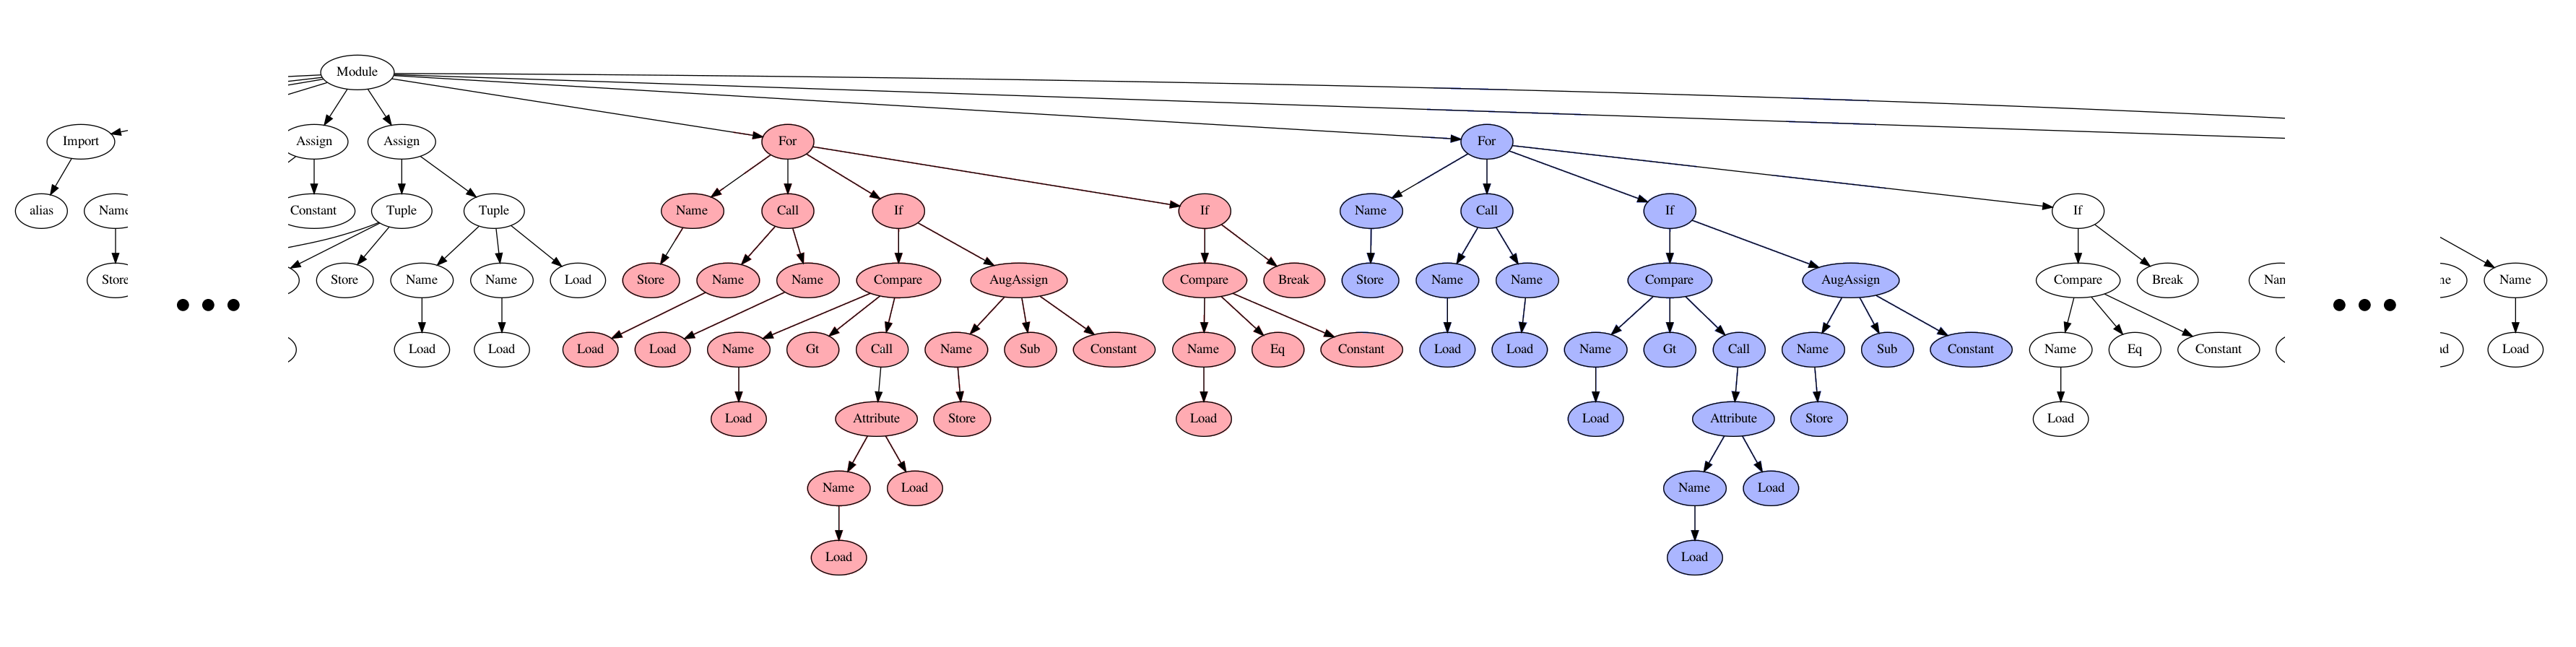 Module
Import Assign Assign For For
alias Name Constant Tuple Tuple Name Call If If Name Call If If
Store Store Name Name Load Store Name Name Compare AugAssign Compare Break Store Name Name Compare AugAssign Compare Break Name
Load Load Load Load Name Gt Call Name Sub Constant Name Eq Constant Load Load Name Gt Call Name Sub Constant Name Eq Constant Load
Load Attribute Store Load Load Attribute Store Load
Name Load Name Load
Load Load